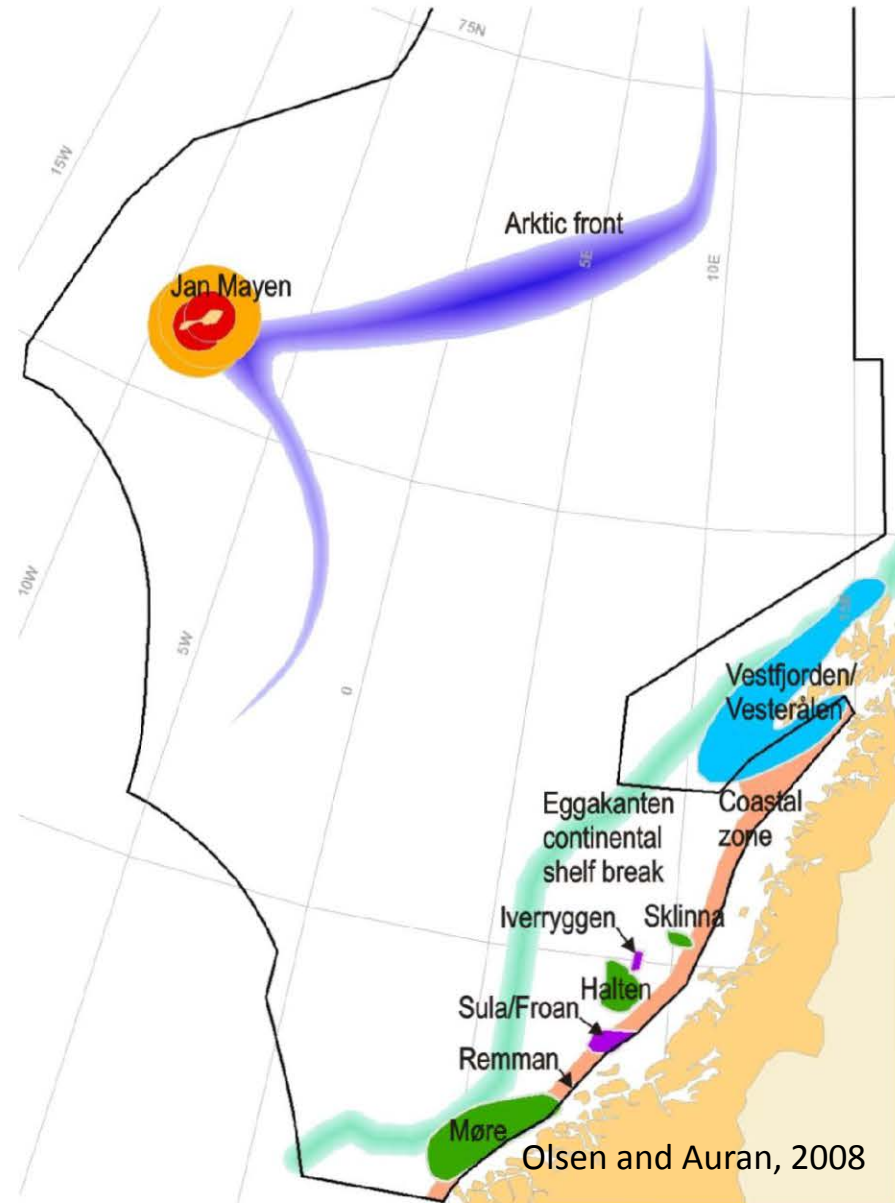 75N
15W
Arktic front
5E
10E
Jan Mayen
10W
5W
0
15E
Vestfjorden/
Vesterålen
Eggakanten
continental
shelf break
Coastal
zone
Iverryggen
Sklinna
Halten
Sula/Froan
Remman
Møre
Olsen and Auran, 2008